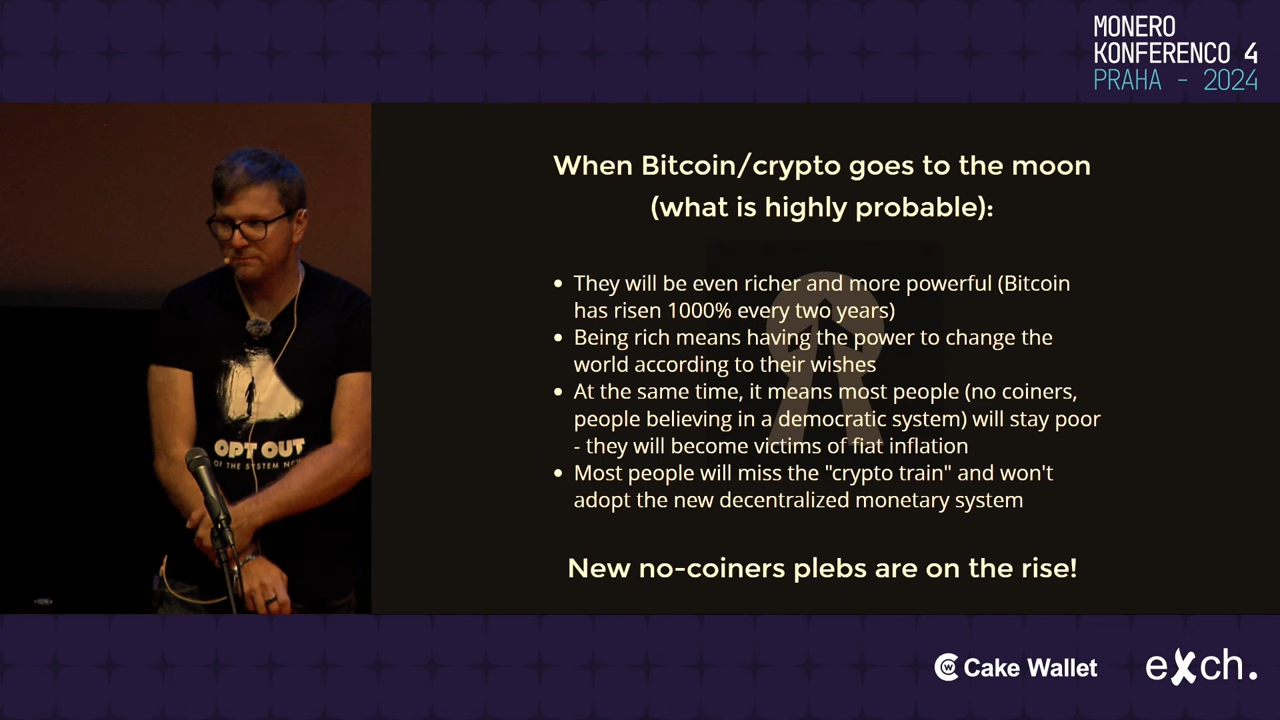 MONERO
KONFERENCO 4
PRAHA - 2024
When Bitcoin/crypto goes to the moon
(what is highly probable):
• They will be even richer and more powerful (Bitcoin
has risen 1000% every two years)
• Being rich means having the power to change the
world according to their wishes
• At the same time, it means most people (no coiners,
people believing in a democratic system) will stay poor
- they will become victims of fiat inflation
• Most people will miss the "crypto train" and won't
adopt the new decentralized monetary system
New no-coiners plebs are on the rise!
OPT OUT
OF THE SYSTEM
Cake Wallet
eXch.